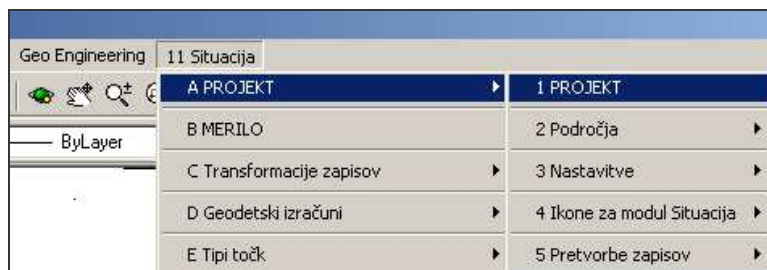 Geo Engineering 11 Situacija
A PROJEKT 1 PROJEKT
B MERILO 2 Področja
ByLayer
C Transformacije zapisov 3 Nastavitve
D Geodetski izračuni 4 Ikone za modul Situacija
E Tipi točk 5 Pretvorbe zapisov